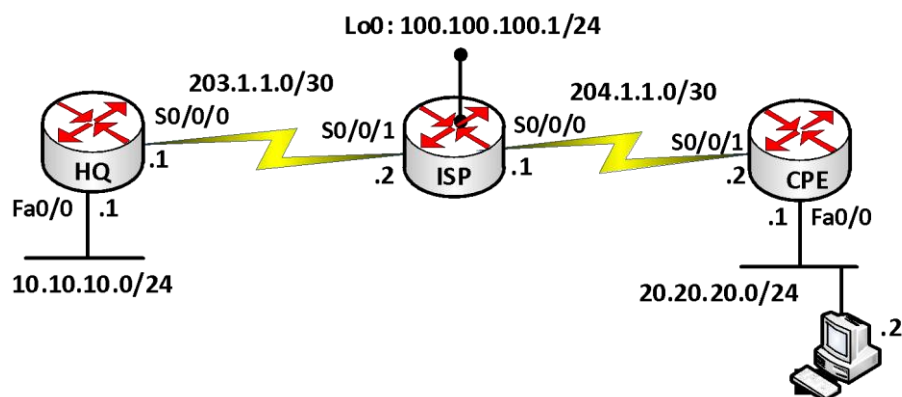 Lo0: 100.100.100.1/24
203.1.1.0/30
204.1.1.0/30
S0/0/0
S0/0/1
S0/0/0
S0/0/1
.1
.2
.1
.2
HQ
ISP
CPE
Fa0/0
.1
.1
Fa0/0
10.10.10.0/24
20.20.20.0/24
.2